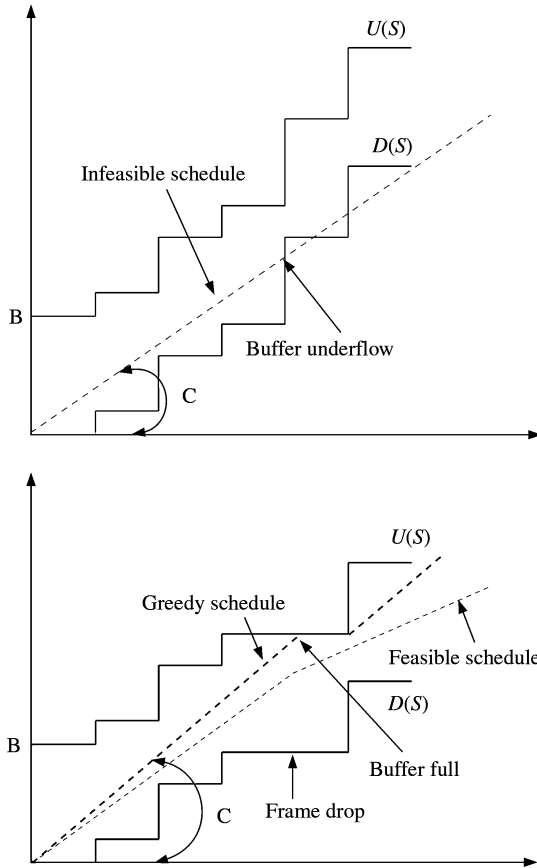 U(S)
D(S)
Infeasible schedule
B
Buffer underflow
C
U(S)
Greedy schedule
Feasible schedule
D(S)
B
Buffer full
C
Frame drop